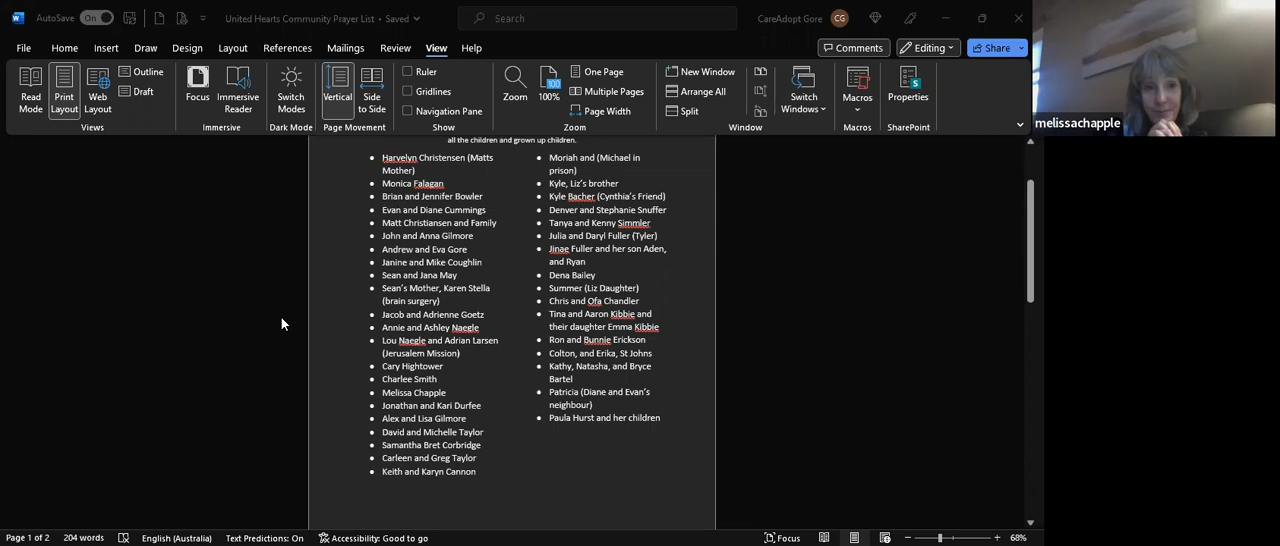 AutoSave
On
United Hearts Community Prayer List • Saved
Search
CareAdopt Gore
CG
File
Home
Insert
Draw
Design
Layout
References
Mailings
Review
View
Help
Comments
Editing
Share
Read Mode
Print Layout
Web Layout
Outline
Draft
Views
Focus
Immersive Reader
Immersive
Switch Modes
Dark Mode
Vertical
Side to Side
Page Movement
Ruler
Gridlines
Navigation Pane
Show
Zoom
100
100%
One Page
Multiple Pages
Page Width
Zoom
New Window
Arrange All
Split
Window
Switch Windows
Macros
Macros
Properties
SharePoint
melissachapple
all the children and grown up children.
• Harvelyn Christensen (Matts
Mother)
• Monica Falagan
• Brian and Jennifer Bowler
• Evan and Diane Cummings
• Matt Christiansen and Family
• John and Anna Gilmore
• Andrew and Eva Gore
• Janine and Mike Coughlin
• Sean and Jana May
• Sean's Mother, Karen Stella
(brain surgery)
• Jacob and Adrienne Goetz
• Annie and Ashley Naegle
• Lou Naegle and Adrian Larsen
(Jerusalem Mission)
• Cary Hightower
• Charlee Smith
• Melissa Chapple
• Jonathan and Kari Durfee
• Alex and Lisa Gilmore
• David and Michelle Taylor
• Samantha Bret Corbridge
• Carleen and Greg Taylor
• Keith and Karyn Cannon
• Moriah and (Michael in
prison)
• Kyle, Liz's brother
• Kyle Bacher (Cynthia's Friend)
• Denver and Stephanie Snuffer
• Tanya and Kenny Simmler
• Julia and Daryl Fuller (Tyler)
• Jinae Fuller and her son Aden,
and Ryan
• Dena Bailey
• Summer (Liz Daughter)
• Chris and Ofa Chandler
• Tina and Aaron Kibbie and
their daughter Emma Kibbie
• Ron and Bunnie Erickson
• Colton, and Erika, St Johns
• Kathy, Natasha, and Bryce
Bartel
• Patricia (Diane and Evan's
neighbour)
• Paula Hurst and her children
Page 1 of 2
204 words
English (Australia)
Text Predictions: On
Accessibility: Good to go
Focus
68%